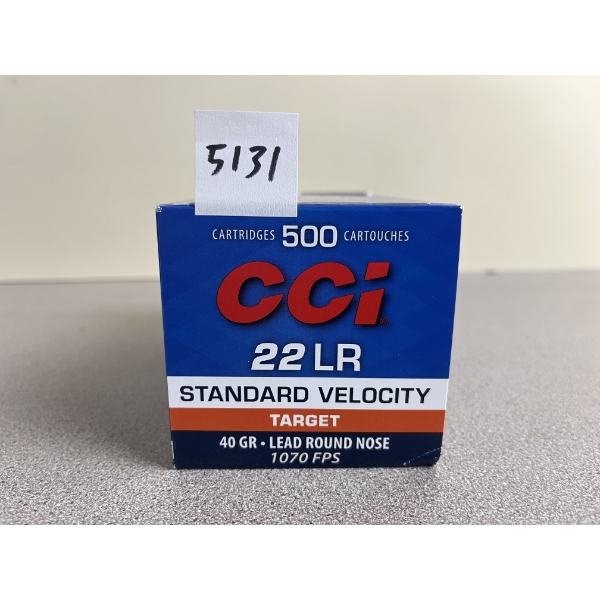 5131
CARTRIDGES 500 CARTOUCHES
CCi
22 LR
STANDARD VELOCITY
TARGET
40 GR • LEAD ROUND NOSE
1070 FPS